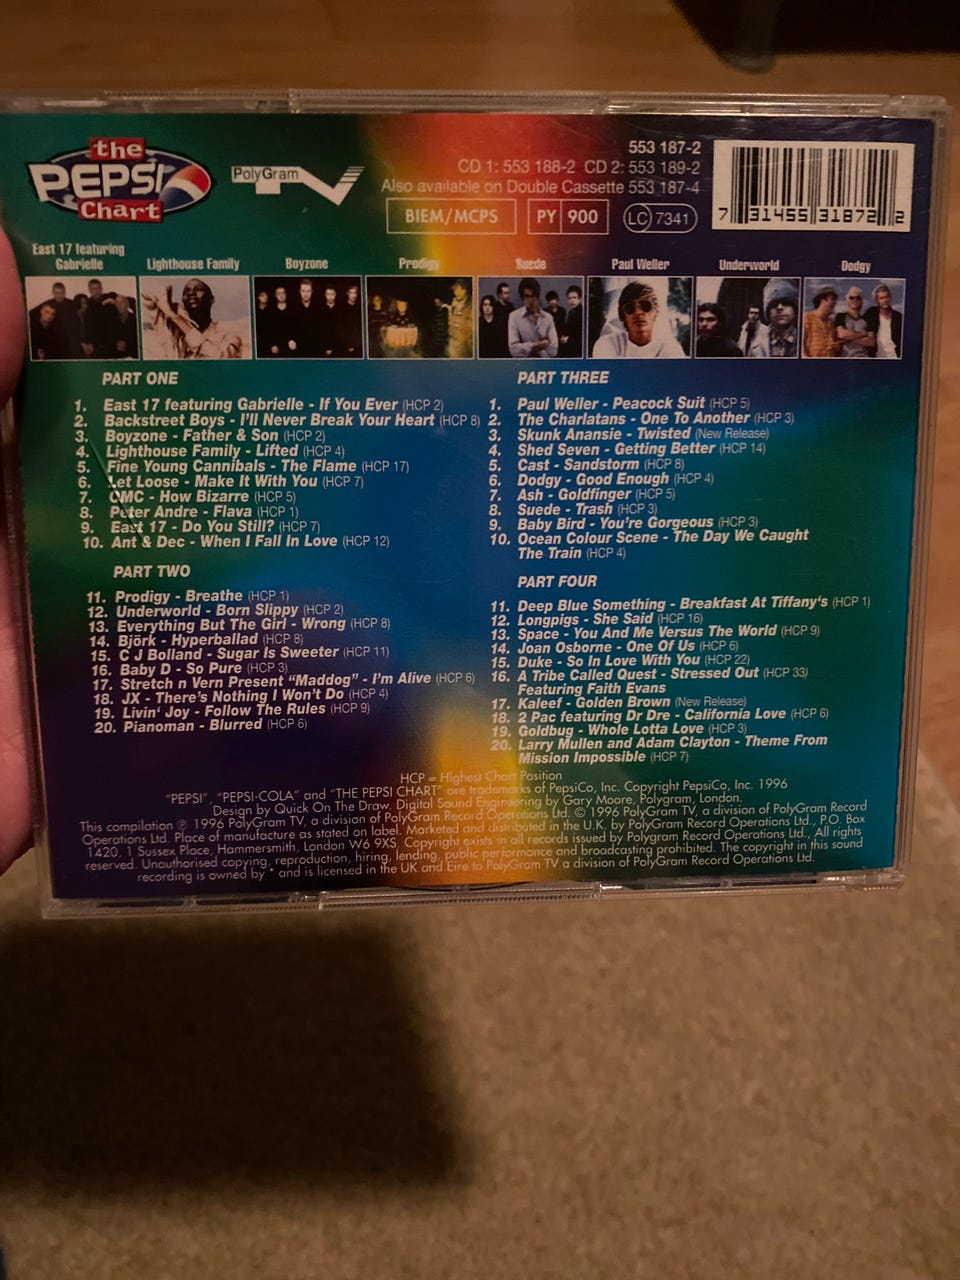 the
PEPSI
Chart
PolyGram
TV
553 187-2
CD 1: 553 188-2 CD 2: 553 189-2
Also available on Double Cassette 553 187-4
BIEM/MCPS
PY 900
LC 7341
7 31455 31872 2
East 17 featuring
Gabrielle
Lighthouse Family
Boyzone
Prodigy
Suede
Paul Weller
Underworld
Dodgy
PART ONE
1. East 17 featuring Gabrielle - If You Ever (HCP 2)
2. Backstreet Boys - I'll Never Break Your Heart (HCP 8)
3. Boyzone - Father & Son (HCP 2)
4. Lighthouse Family - Lifted (HCP 4)
5. Fine Young Cannibals - The Flame (HCP 17)
6. Let Loose - Make It With You (HCP 7)
7. OMC - How Bizarre (HCP 5)
8. Peter Andre - Flava (HCP 1)
9. East 17 - Do You Still? (HCP 7)
10. Ant & Dec - When I Fall In Love (HCP 12)
PART TWO
11. Prodigy - Breathe (HCP 1)
12. Underworld - Born Slippy (HCP 2)
13. Everything But The Girl - Wrong (HCP 8)
14. Björk - Hyperballad (HCP 8)
15. C J Bolland - Sugar Is Sweeter (HCP 11)
16. Baby D - So Pure (HCP 3)
17. Stretch n Vern Present "Maddog" - I'm Alive (HCP 6)
18. JX - There's Nothing I Won't Do (HCP 4)
19. Livin' Joy - Follow The Rules (HCP 9)
20. Pianoman - Blurred (HCP 6)
PART THREE
1. Paul Weller - Peacock Suit (HCP 5)
2. The Charlatans - One To Another (HCP 3)
3. Skunk Anansie - Twisted (New Release)
4. Shed Seven - Getting Better (HCP 14)
5. Cast - Sandstorm (HCP 8)
6. Dodgy - Good Enough (HCP 4)
7. Ash - Goldfinger (HCP 5)
8. Suede - Trash (HCP 3)
9. Baby Bird - You're Gorgeous (HCP 3)
10. Ocean Colour Scene - The Day We Caught
The Train (HCP 4)
PART FOUR
11. Deep Blue Something - Breakfast At Tiffany's (HCP 1)
12. Longpigs - She Said (HCP 16)
13. Space - You And Me Versus The World (HCP 9)
14. Joan Osborne - One Of Us (HCP 6)
15. Duke - So In Love With You (HCP 22)
16. A Tribe Called Quest - Stressed Out (HCP 33)
Featuring Faith Evans
17. Kaleef - Golden Brown (New Release)
18. 2 Pac featuring Dr Dre - California Love (HCP 6)
19. Goldbug - Whole Lotta Love (HCP 3)
20. Larry Mullen and Adam Clayton - Theme From
Mission Impossible (HCP 7)
HCP = Highest Chart Position
"PEPSI", "PEPSI-COLA" and "THE PEPSI CHART" are trademarks of PepsiCo, Inc. Copyright PepsiCo, Inc. 1996
Design by Quick On The Draw. Digital Sound Engineering by Gary Moore, Polygram, London.
This compilation ℗ 1996 PolyGram TV, a division of PolyGram Record Operations Ltd. © 1996 PolyGram TV, a division of PolyGram Record
Operations Ltd. Place of manufacture as stated on label. Marketed and distributed in the U.K. by PolyGram Record Operations Ltd., P.O. Box
1420, 1 Sussex Place, Hammersmith, London W6 9XS. Copyright exists in all records issued by Polygram Record Operations Ltd., All rights
reserved. Unauthorised copying, reproduction, hiring, lending, public performance and broadcasting prohibited. The copyright in this sound
recording is owned by * and is licensed in the UK and Eire to PolyGram TV a division of PolyGram Record Operations Ltd.